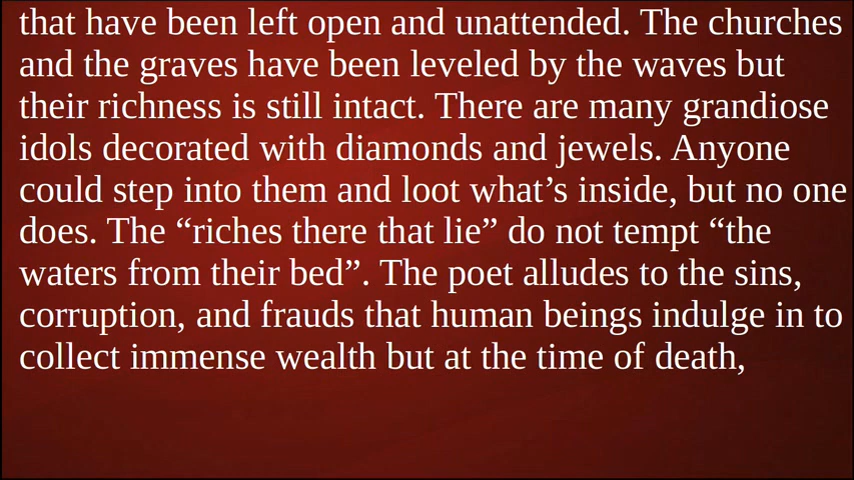 that have been left open and unattended. The churches
and the graves have been leveled by the waves but
their richness is still intact. There are many grandiose
idols decorated with diamonds and jewels. Anyone
could step into them and loot what’s inside, but no one
does. The “riches there that lie” do not tempt “the
waters from their bed”. The poet alludes to the sins,
corruption, and frauds that human beings indulge in to
collect immense wealth but at the time of death,